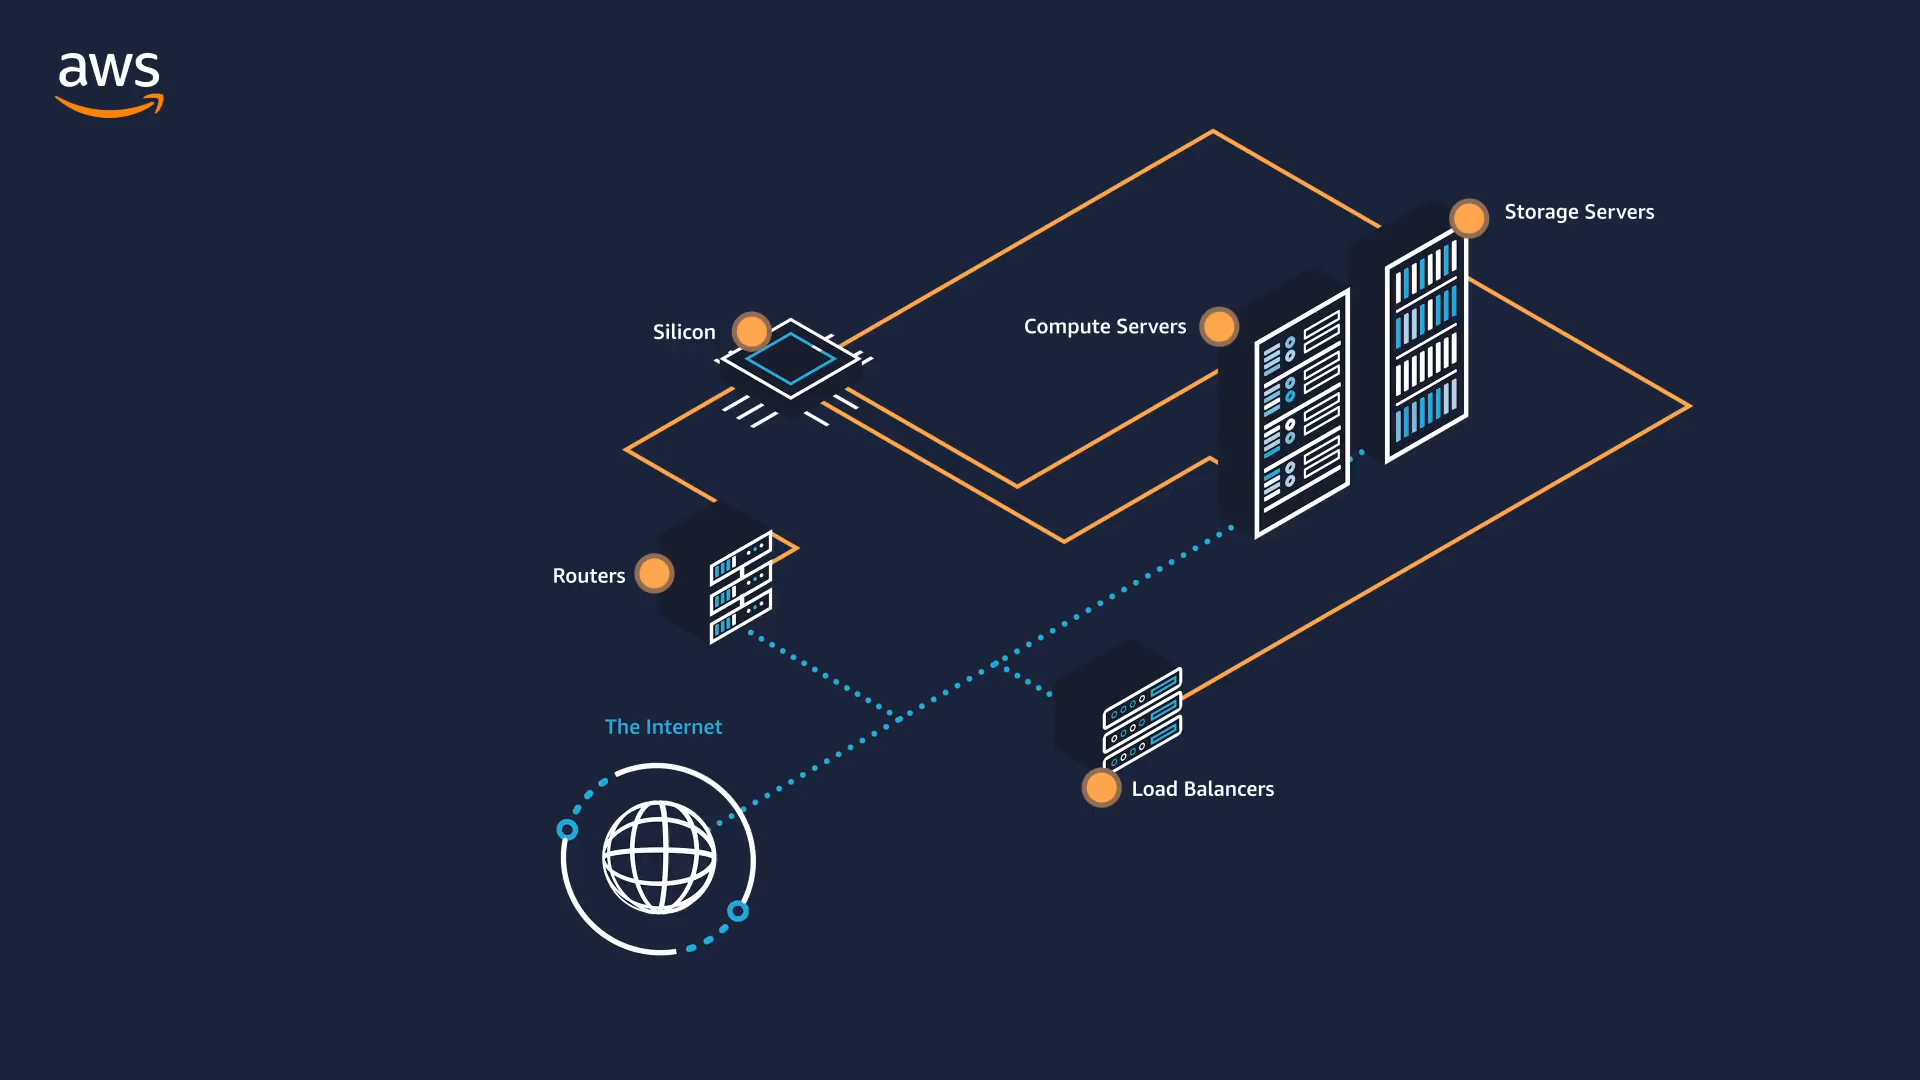 aws
Storage Servers
Compute Servers
Silicon
Routers
The Internet
Load Balancers